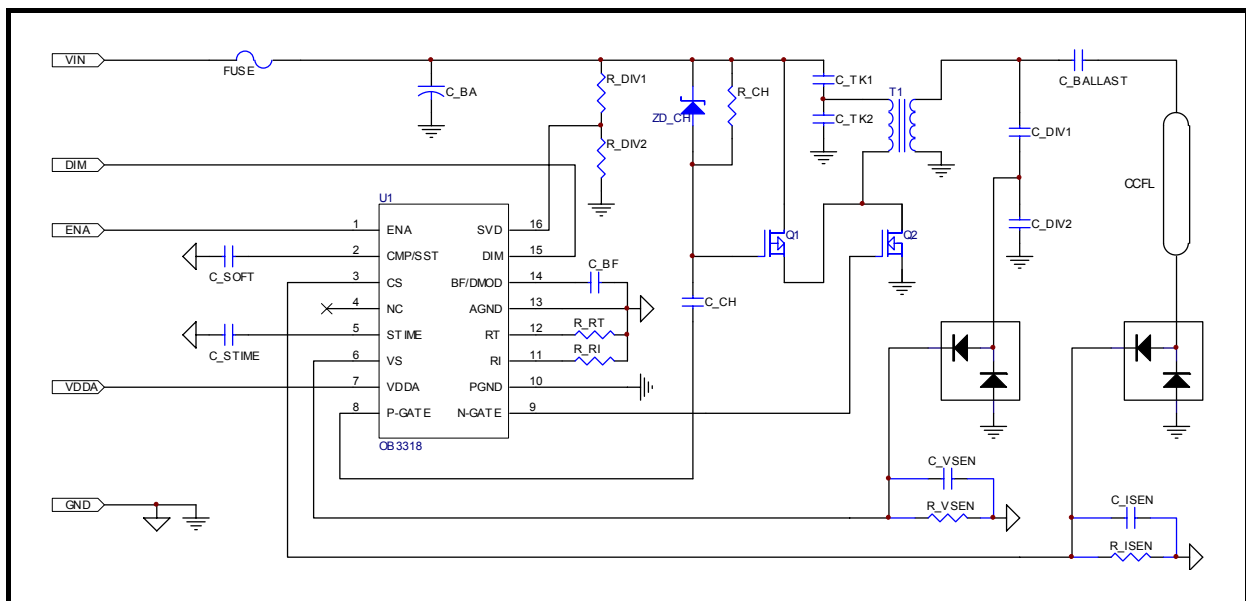 VIN
FUSE
C_BA
R_DIV1
R_DIV2
ZD_CH
R_CH
C_TK1
C_TK2
T1
C_BALLAST
C_DIV1
C_DIV2
CCFL
DIM
ENA
C_SOFT
C_STIME
VDDA
GND
U1
1 ENA SVD 16
2 CMP/SST DIM 15
3 CS BF/DMOD 14
4 NC AGND 13
5 STIME RT 12
6 VS RI 11
7 VDDA PGND 10
8 P-GATE N-GATE 9
OB3318
C_BF
R_RT
R_RI
C_CH
Q1
Q2
C_VSEN
R_VSEN
C_ISEN
R_ISEN